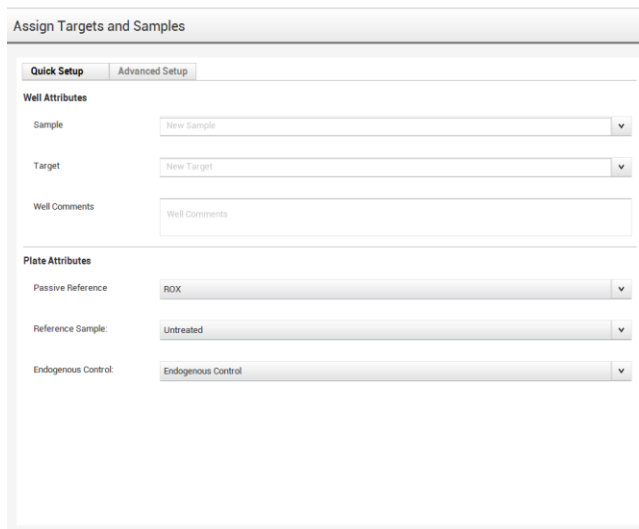 Assign Targets and Samples
Quick Setup Advanced Setup
Well Attributes
Sample New Sample
Target New Target
Well Comments Well Comments
Plate Attributes
Passive Reference ROX
Reference Sample: Untreated
Endogenous Control: Endogenous Control